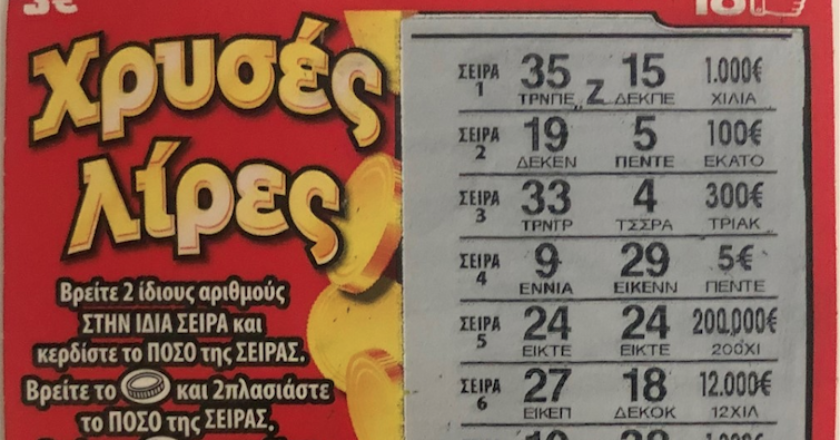 3€
18
Χρυσές
Λίρες
Βρείτε 2 ίδιους αριθμούς
ΣΤΗΝ ΙΔΙΑ ΣΕΙΡΑ και
κερδίστε το ΠΟΣΟ της ΣΕΙΡΑΣ.
Βρείτε το και 2πλασιάστε
το ΠΟΣΟ της ΣΕΙΡΑΣ.
ΣΕΙΡΑ 35 15 1.000€
1 ΤΡΝΠΕ Z ΔΕΚΠΕ ΧΙΛΙΑ
ΣΕΙΡΑ 19 5 100€
2 ΔΕΚΕΝ ΠΕΝΤΕ ΕΚΑΤΟ
ΣΕΙΡΑ 33 4 300€
3 ΤΡΝΤΡ ΤΣΣΡΑ ΤΡΙΑΚ
ΣΕΙΡΑ 9 29 5€
4 ΕΝΝΙΑ ΕΙΚΕΝΝ ΠΕΝΤΕ
ΣΕΙΡΑ 24 24 200.000€
5 ΕΙΚΤΕ ΕΙΚΤΕ 200ΧΙ
ΣΕΙΡΑ 27 18 12.000€
6 ΕΙΚΕΠ ΔΕΚΟΚ 12ΧΙΛ